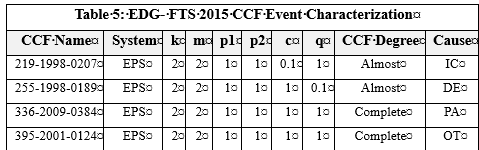 Table·5:·EDG-·FTS·2015·CCF·Event·Characterization¤
CCF·Name¤ System¤ k¤ m¤ p1¤ p2¤ c¤ q¤ CCF·Degree¤ Cause¤
219-1998-0207¤ EPS¤ 2¤ 2¤ 1¤ 1¤ 0.1¤ 1¤ Almost¤ IC¤
255-1998-0189¤ EPS¤ 2¤ 2¤ 1¤ 1¤ 1¤ 0.1¤ Almost¤ DE¤
336-2009-0384¤ EPS¤ 2¤ 2¤ 1¤ 1¤ 1¤ 1¤ Complete¤ PA¤
395-2001-0124¤ EPS¤ 2¤ 2¤ 1¤ 1¤ 1¤ 1¤ Complete¤ OT¤